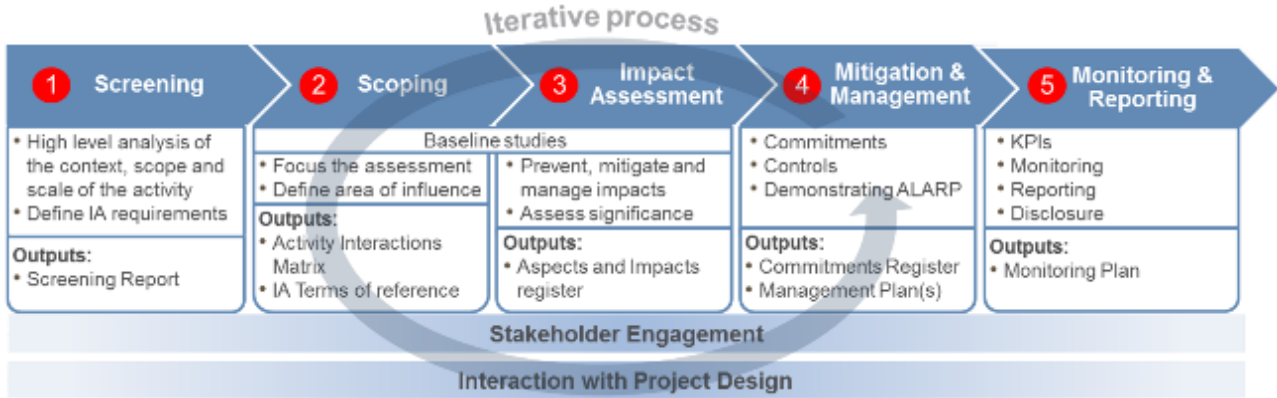 Iterative process
1 Screening
2 Scoping
3 Impact
Assessment
4 Mitigation &
Management
5 Monitoring &
Reporting
• High level analysis of
the context, scope and
scale of the activity
• Define IA requirements
Outputs:
• Screening Report
Baseline studies
• Focus the assessment
• Define area of influence
Outputs:
• Activity Interactions
Matrix
• IA Terms of reference
• Prevent, mitigate and
manage impacts
• Assess significance
Outputs:
• Aspects and Impacts
register
• Commitments
• Controls
• Demonstrating ALARP
Outputs:
• Commitments Register
• Management Plan(s)
• KPIs
• Monitoring
• Reporting
• Disclosure
Outputs:
• Monitoring Plan
Stakeholder Engagement
Interaction with Project Design